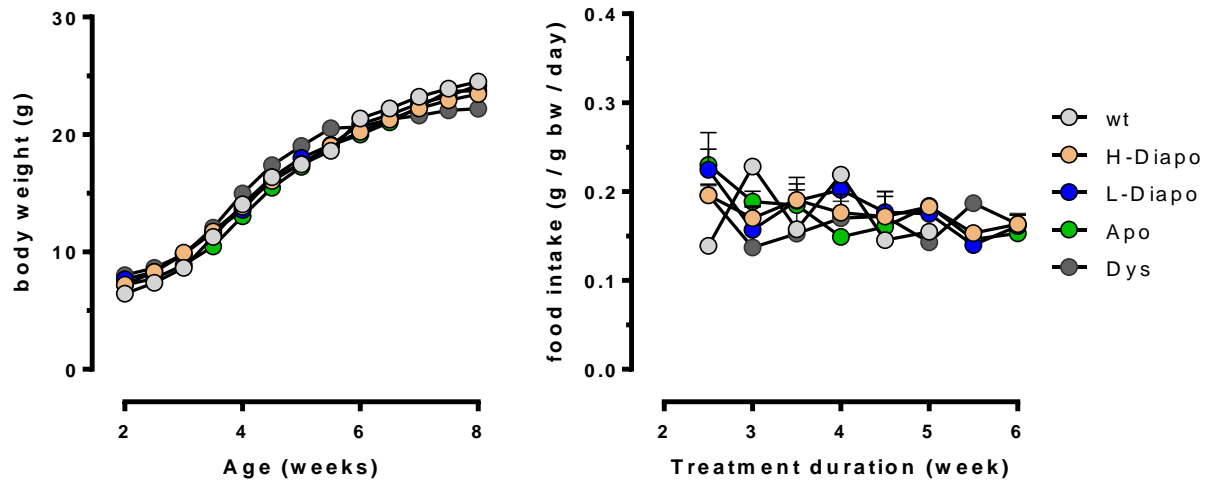 body weight (g)
30
20
10
0
2 4 6 8
Age (weeks)
food intake (g / g bw / day)
0.4
0.3
0.2
0.1
0.0
2 3 4 5 6
Treatment duration (week)
wt
H-Diapo
L-Diapo
Apo
Dys